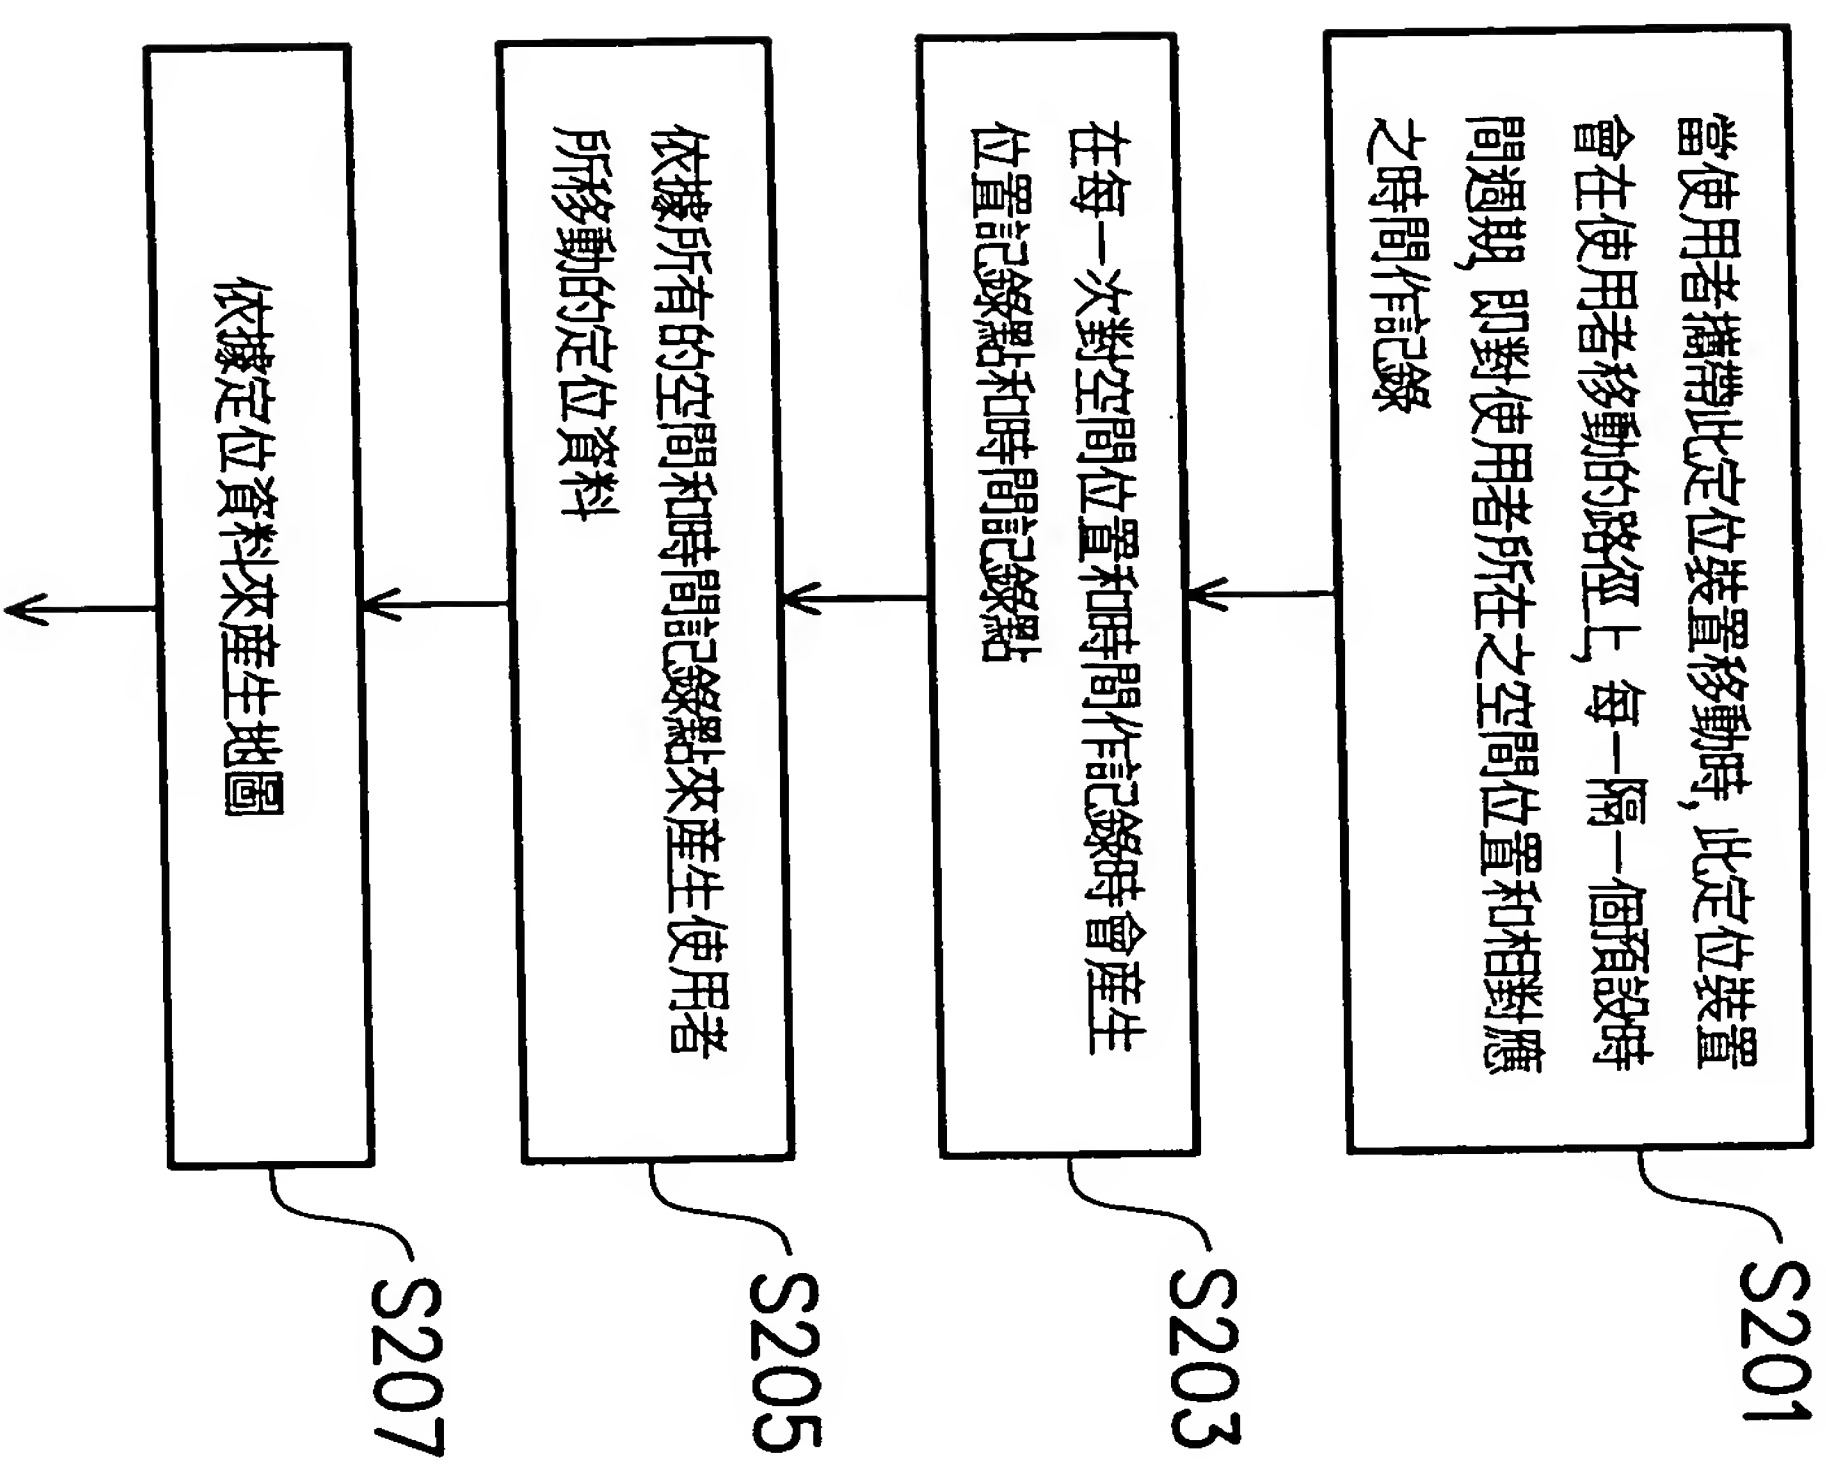 當使用者攜帶此定位裝置移動時, 此定位裝置
會在使用者移動的路徑上, 每一隔一個預設時
間週期, 即對使用者所在之空間位置和相對應
之時間作記錄
S201
在每一次對空間位置和時間作記錄時會產生
位置記錄點和時間記錄點
S203
依據所有的空間和時間記錄點來產生使用者
所移動的定位資料
S205
依據定位資料來產生地圖
S207